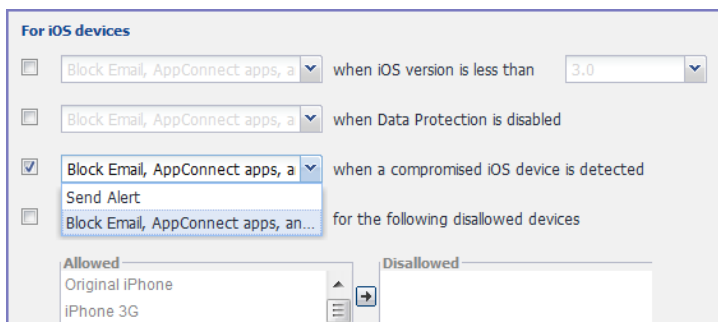 For iOS devices
Block Email, AppConnect apps, a when iOS version is less than 3.0
Block Email, AppConnect apps, a when Data Protection is disabled
Block Email, AppConnect apps, a when a compromised iOS device is detected
Send Alert
Block Email, AppConnect apps, an... for the following disallowed devices
Allowed Disallowed
Original iPhone
iPhone 3G